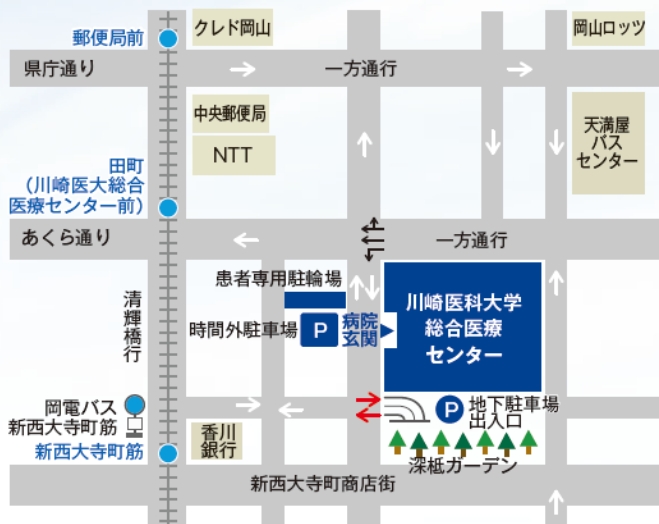 郵便局前
クレド岡山
岡山ロッツ
県庁通り
一方通行
中央郵便局
NTT
天満屋
バス
センター
田町
(川崎医大総合
医療センター前)
あくら通り
一方通行
患者専用駐輪場
時間外駐車場
P
病院
玄関
川崎医科大学
総合医療
センター
清輝橋行
岡電バス
新西大寺町筋
新西大寺町筋
香川
銀行
P
地下駐車場
出入口
深柢ガーデン
新西大寺町商店街